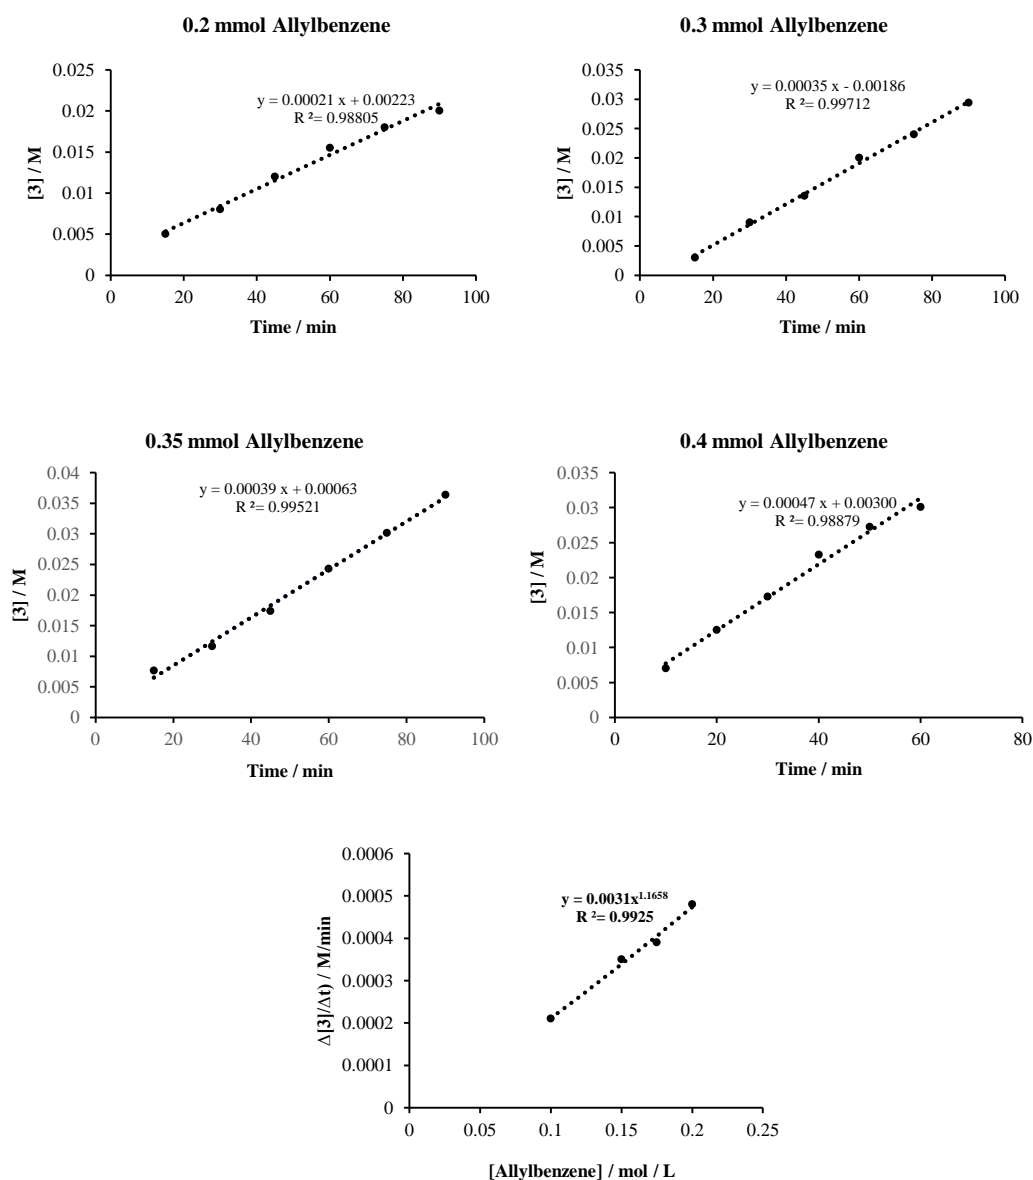 0.2 mmol Allylbenzene
[3] / M
0.025
0.02
0.015
0.01
0.005
0
y = 0.00021 x + 0.00223
R ²= 0.98805
0 20 40 60 80 100
Time / min
0.3 mmol Allylbenzene
[3] / M
0.035
0.03
0.025
0.02
0.015
0.01
0.005
0
y = 0.00035 x - 0.00186
R ²= 0.99712
0 20 40 60 80 100
Time / min
0.35 mmol Allylbenzene
[3] / M
0.04
0.035
0.03
0.025
0.02
0.015
0.01
0.005
0
y = 0.00039 x + 0.00063
R ²= 0.99521
0 20 40 60 80 100
Time / min
0.4 mmol Allylbenzene
[3] / M
0.035
0.03
0.025
0.02
0.015
0.01
0.005
0
y = 0.00047 x + 0.00300
R ²= 0.98879
0 20 40 60 80
Time / min
Δ[3]/Δt) / M/min
0.0006
0.0005
0.0004
0.0003
0.0002
0.0001
0
y = 0.0031x^1.1658
R ²= 0.9925
0 0.05 0.1 0.15 0.2 0.25
[Allylbenzene] / mol / L